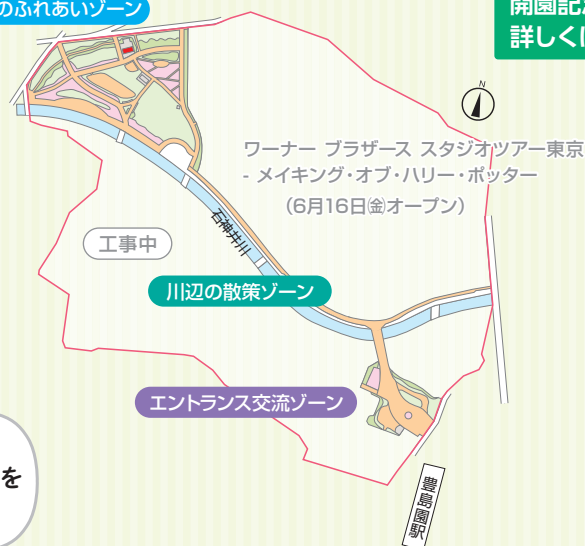 のふれあいゾーン
開園記
詳しくは
N
ワーナー ブラザース スタジオツアー東京
- メイキング・オブ・ハリー・ポッター
（6月16日㈮オープン）
石神井川
工事中
川辺の散策ゾーン
エントランス交流ゾーン
を
豊島園駅